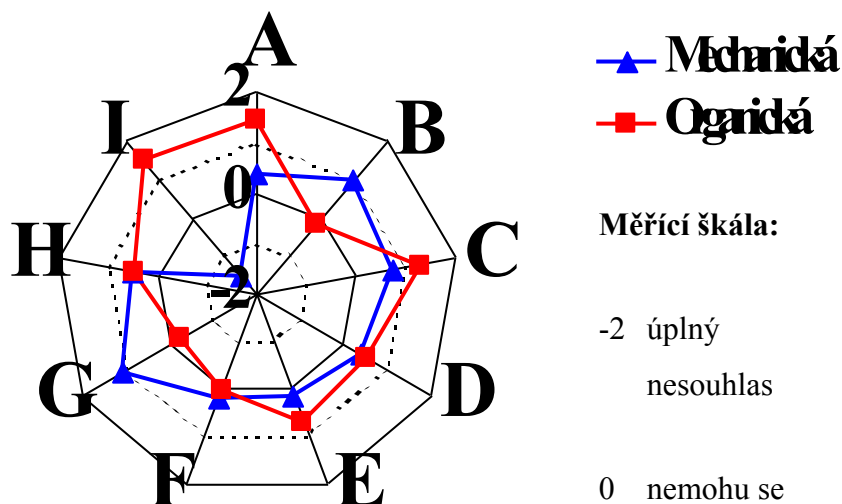 A
2
B
I
0
H
C
-2
G
D
F
E
Mechanická
Organická
Měřící škála:
-2 úplný
nesouhlas
0 nemohu se